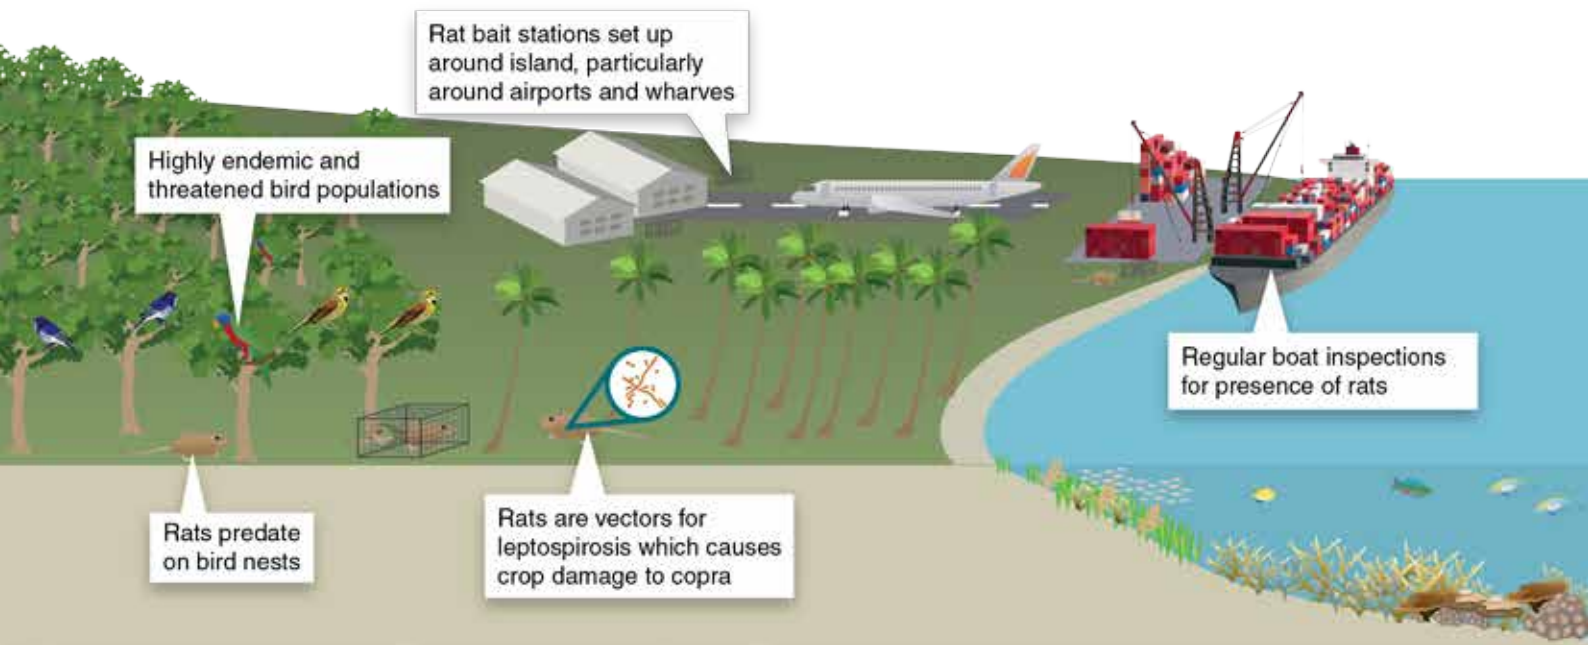 Rat bait stations set up
around island, particularly
around airports and wharves
Highly endemic and
threatened bird populations
Regular boat inspections
for presence of rats
Rats predate
on bird nests
Rats are vectors for
leptospirosis which causes
crop damage to copra